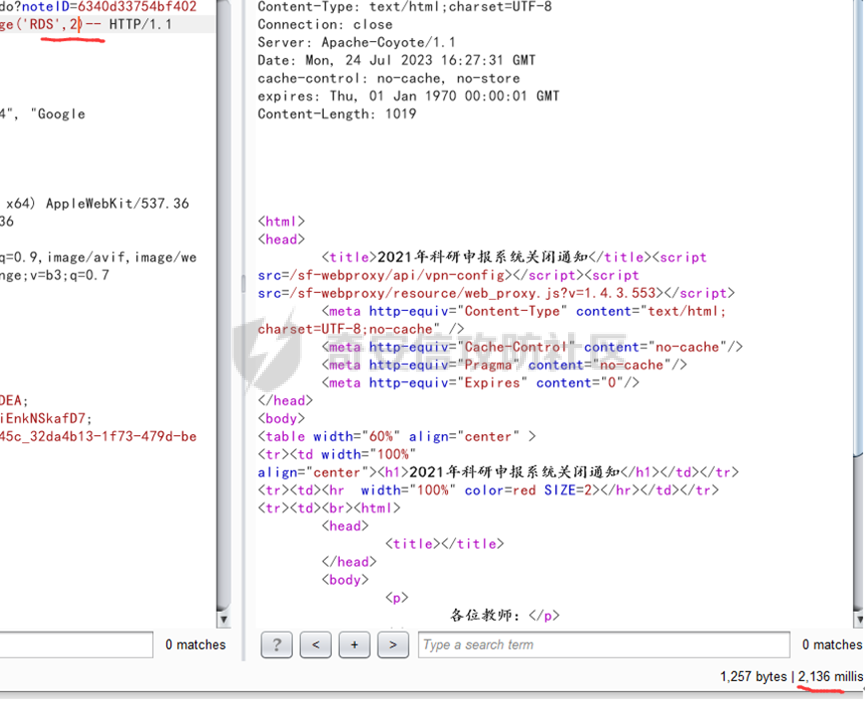 do?noteID=6340d33754bf402
ge('RDS',2)-- HTTP/1.1
4", "Google
x64) AppleWebKit/537.36
36
q=0.9,image/avif,image/we
nge;v=b3;q=0.7
DEA;
iEnkNSkafD7;
45c_32da4b13-1f73-479d-be
0 matches
Content-Type: text/html;charset=UTF-8
Connection: close
Server: Apache-Coyote/1.1
Date: Mon, 24 Jul 2023 16:27:31 GMT
cache-control: no-cache, no-store
expires: Thu, 01 Jan 1970 00:00:01 GMT
Content-Length: 1019
<html>
<head>
<title>2021年科研申报系统关闭通知</title><script
src=/sf-webproxy/api/vpn-config></script><script
src=/sf-webproxy/resource/web_proxy.js?v=1.4.3.553></script>
<meta http-equiv="Content-Type" content="text/html;
charset=UTF-8;no-cache" />
<meta http-equiv="Cache-Control" content="no-cache"/>
<meta http-equiv="Pragma" content="no-cache"/>
<meta http-equiv="Expires" content="0"/>
</head>
<body>
<table width="60%" align="center" >
<tr><td width="100%"
align="center"><h1>2021年科研申报系统关闭通知</h1></td></tr>
<tr><td><hr  width="100%" color=red SIZE=2></hr></td></tr>
<tr><td><br><html>
<head>
<title></title>
</head>
<body>
<p>
各位教师：</p>
奇安信攻防社区
? < + > Type a search term 0 matches
1,257 bytes | 2,136 millis